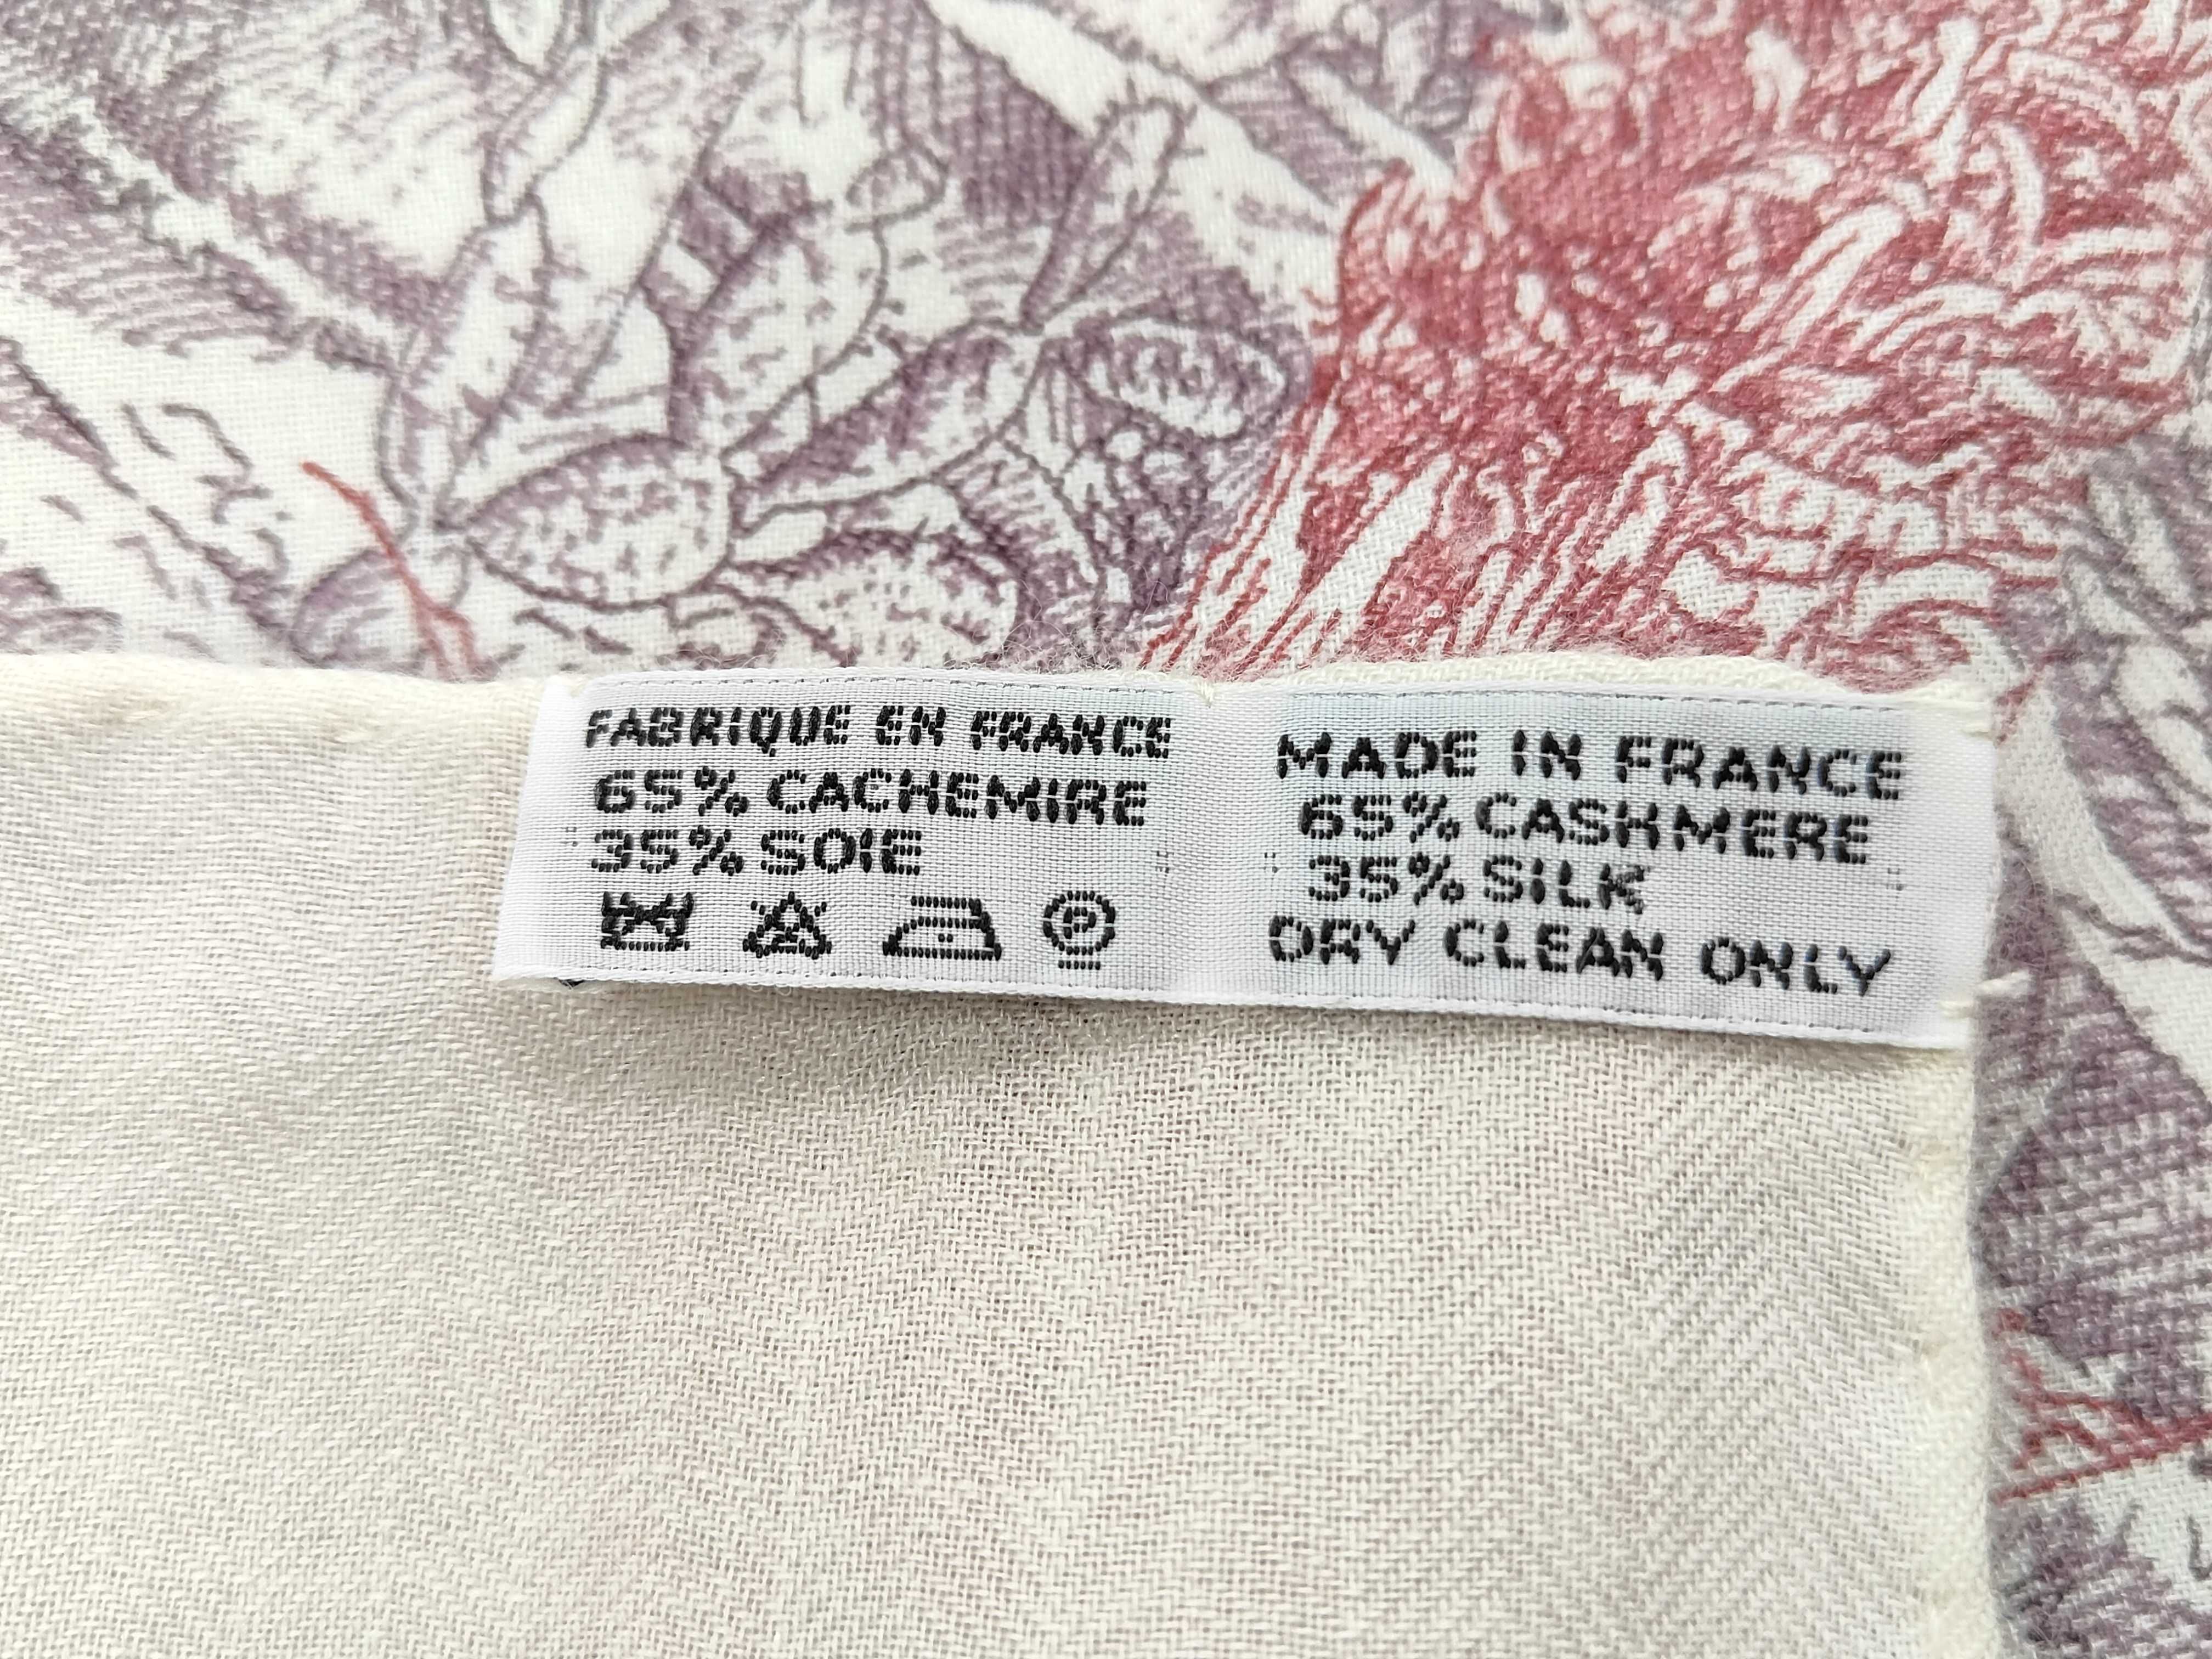 FABRIQUE EN FRANCE
65% CACHEMIRE
35% SOIE
P
MADE IN FRANCE
65% CASHMERE
35% SILK
DRY CLEAN ONLY